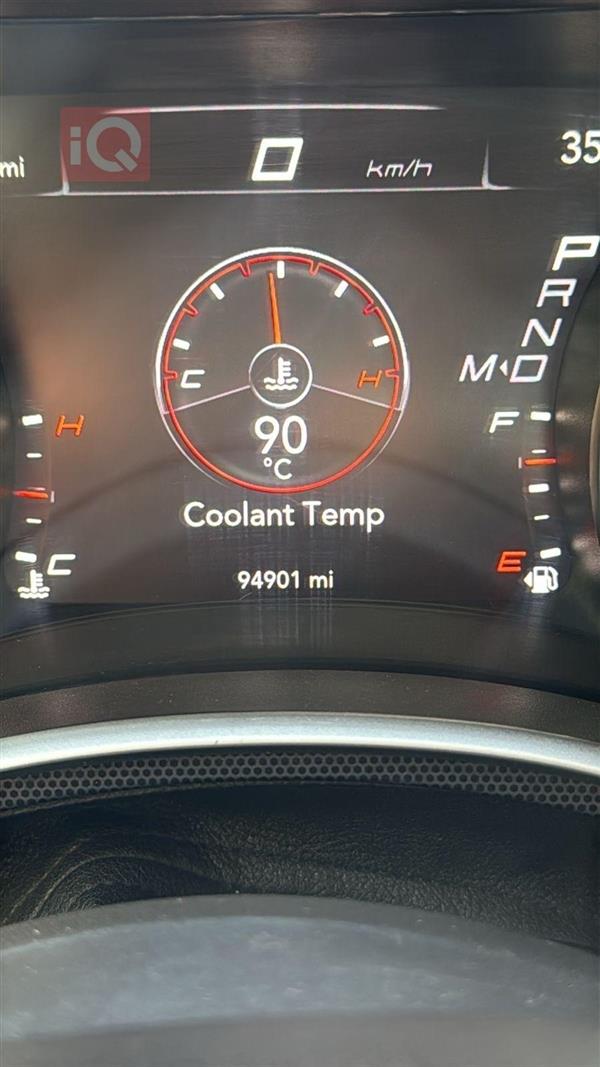 iQ
mi
0 km/h
35
P
R
N
M D
C H
90
°C
Coolant Temp
H
C
F
E
94901 mi